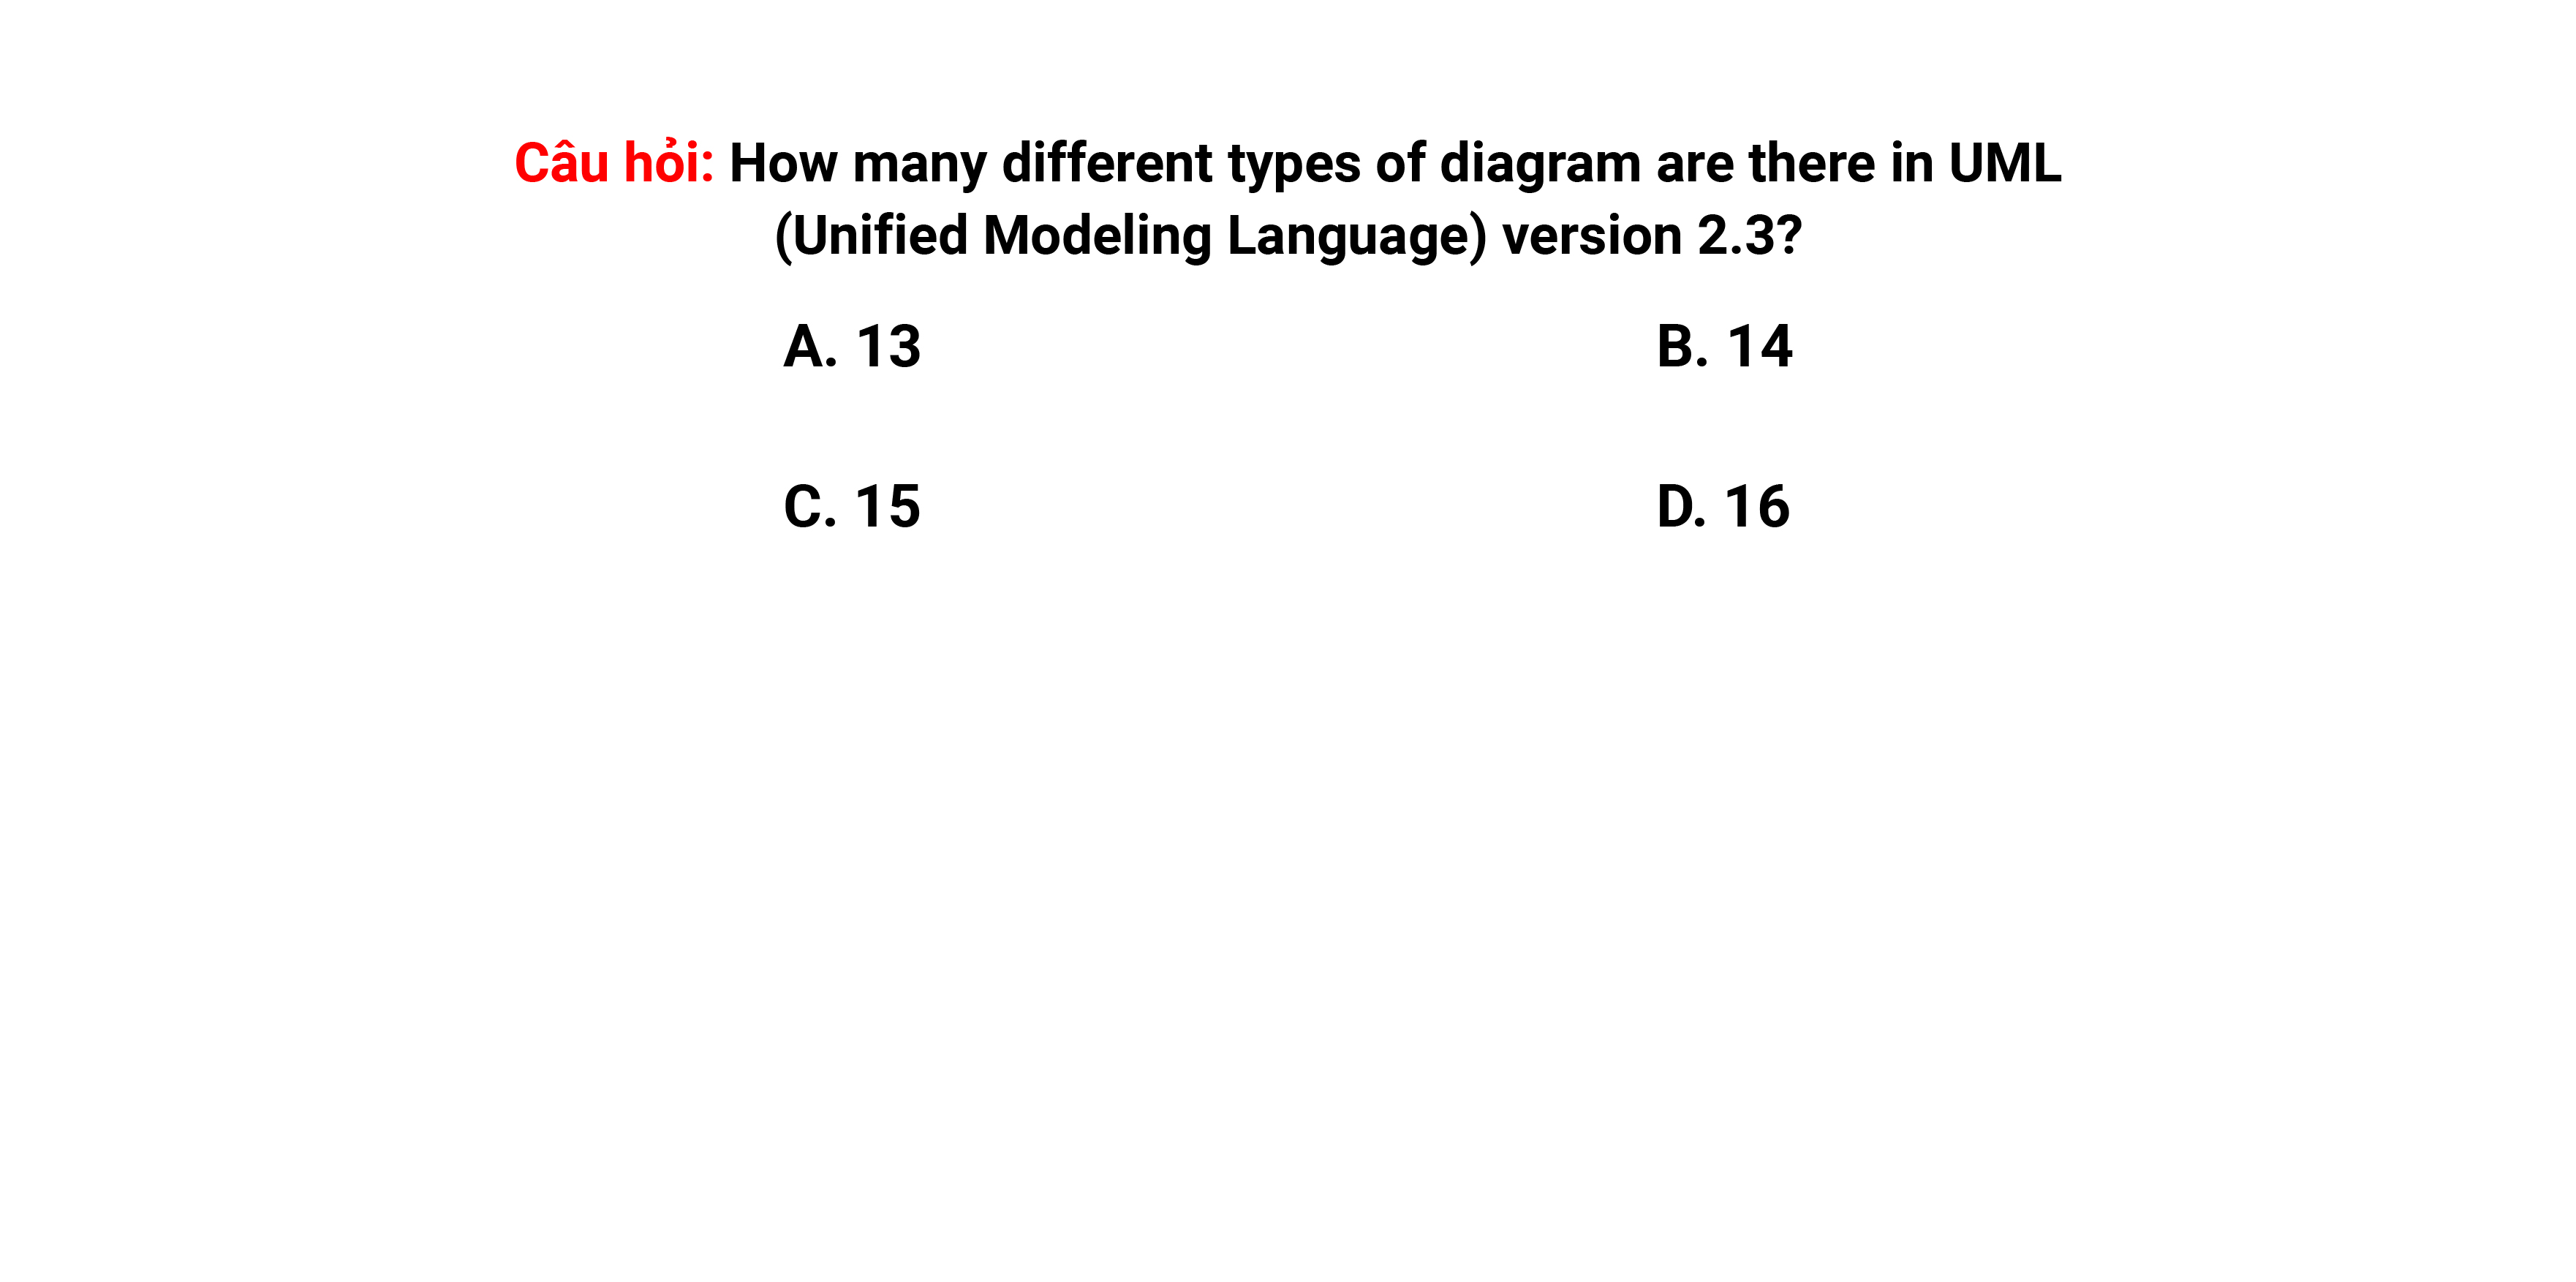 Câu hỏi: How many different types of diagram are there in UML
(Unified Modeling Language) version 2.3?
A. 13
B. 14
C. 15
D. 16